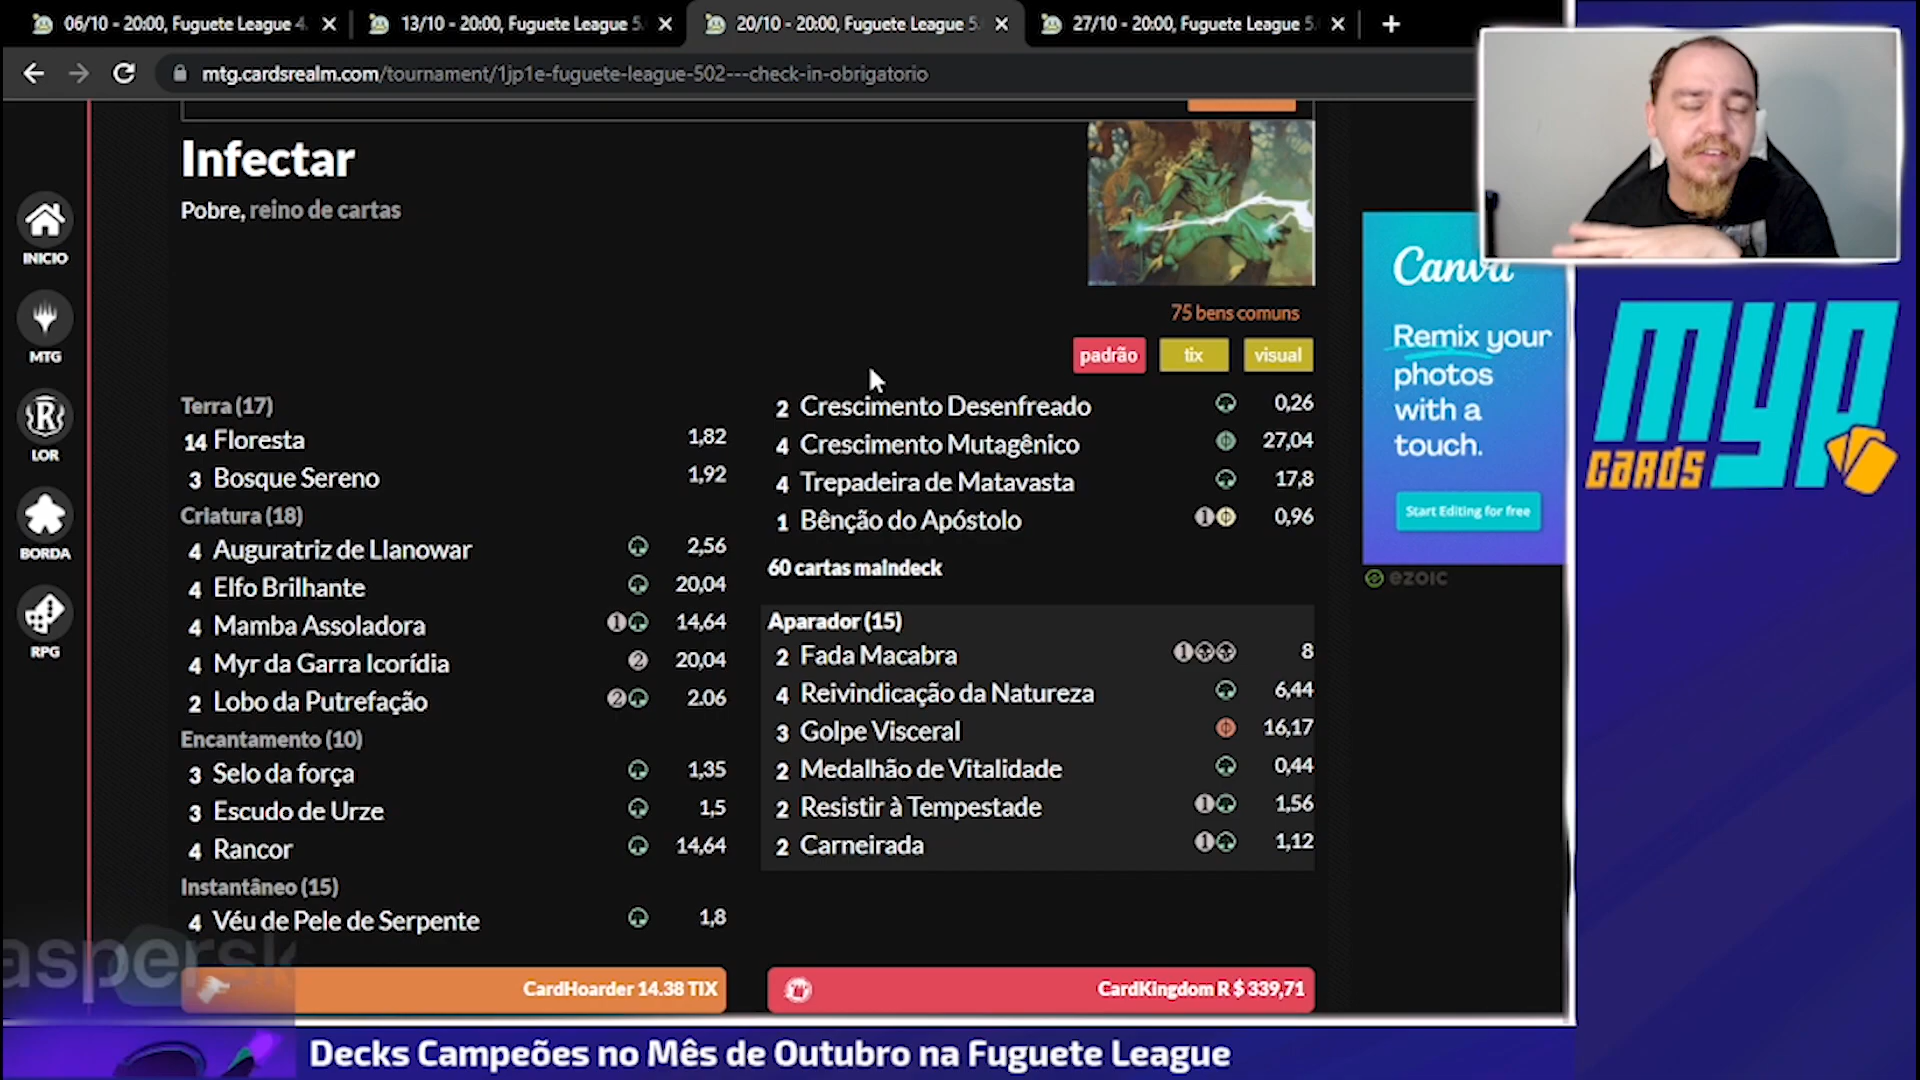 06/10 - 20:00, Fuguete League 4.
13/10 - 20:00, Fuguete League 5.
20/10 - 20:00, Fuguete League 5.
27/10 - 20:00, Fuguete League 5.
mtg.cardsrealm.com/tournament/1jp1e-fuguete-league-502---check-in-obrigatorio
INICIO
MTG
LOR
BORDA
RPG
Infectar
Pobre, reino de cartas
75 bens comuns
padrão
tix
visual
Terra (17)
14 Floresta 1,82
3 Bosque Sereno 1,92
Criatura (18)
4 Auguratriz de Llanowar 2,56
4 Elfo Brilhante 20,04
4 Mamba Assoladora 1 14,64
4 Myr da Garra Icorídia 2 20,04
2 Lobo da Putrefação 2 2.06
Encantamento (10)
3 Selo da força 1,35
3 Escudo de Urze 1,5
4 Rancor 14,64
Instantâneo (15)
4 Véu de Pele de Serpente 1,8
2 Crescimento Desenfreado 0,26
4 Crescimento Mutagênico 27,04
4 Trepadeira de Matavasta 17,8
1 Bênção do Apóstolo 1 0,96
60 cartas maindeck
Aparador (15)
2 Fada Macabra 1 8
4 Reivindicação da Natureza 6,44
3 Golpe Visceral 16,17
2 Medalhão de Vitalidade 0,44
2 Resistir à Tempestade 1 1,56
2 Carneirada 1 1,12
CardHoarder 14.38 TIX
CardKingdom R $ 339,71
Canva
Remix your
photos
with a
touch.
Start Editing for free
ezoic
myp
cards
aspersk
Decks Campeões no Mês de Outubro na Fuguete League